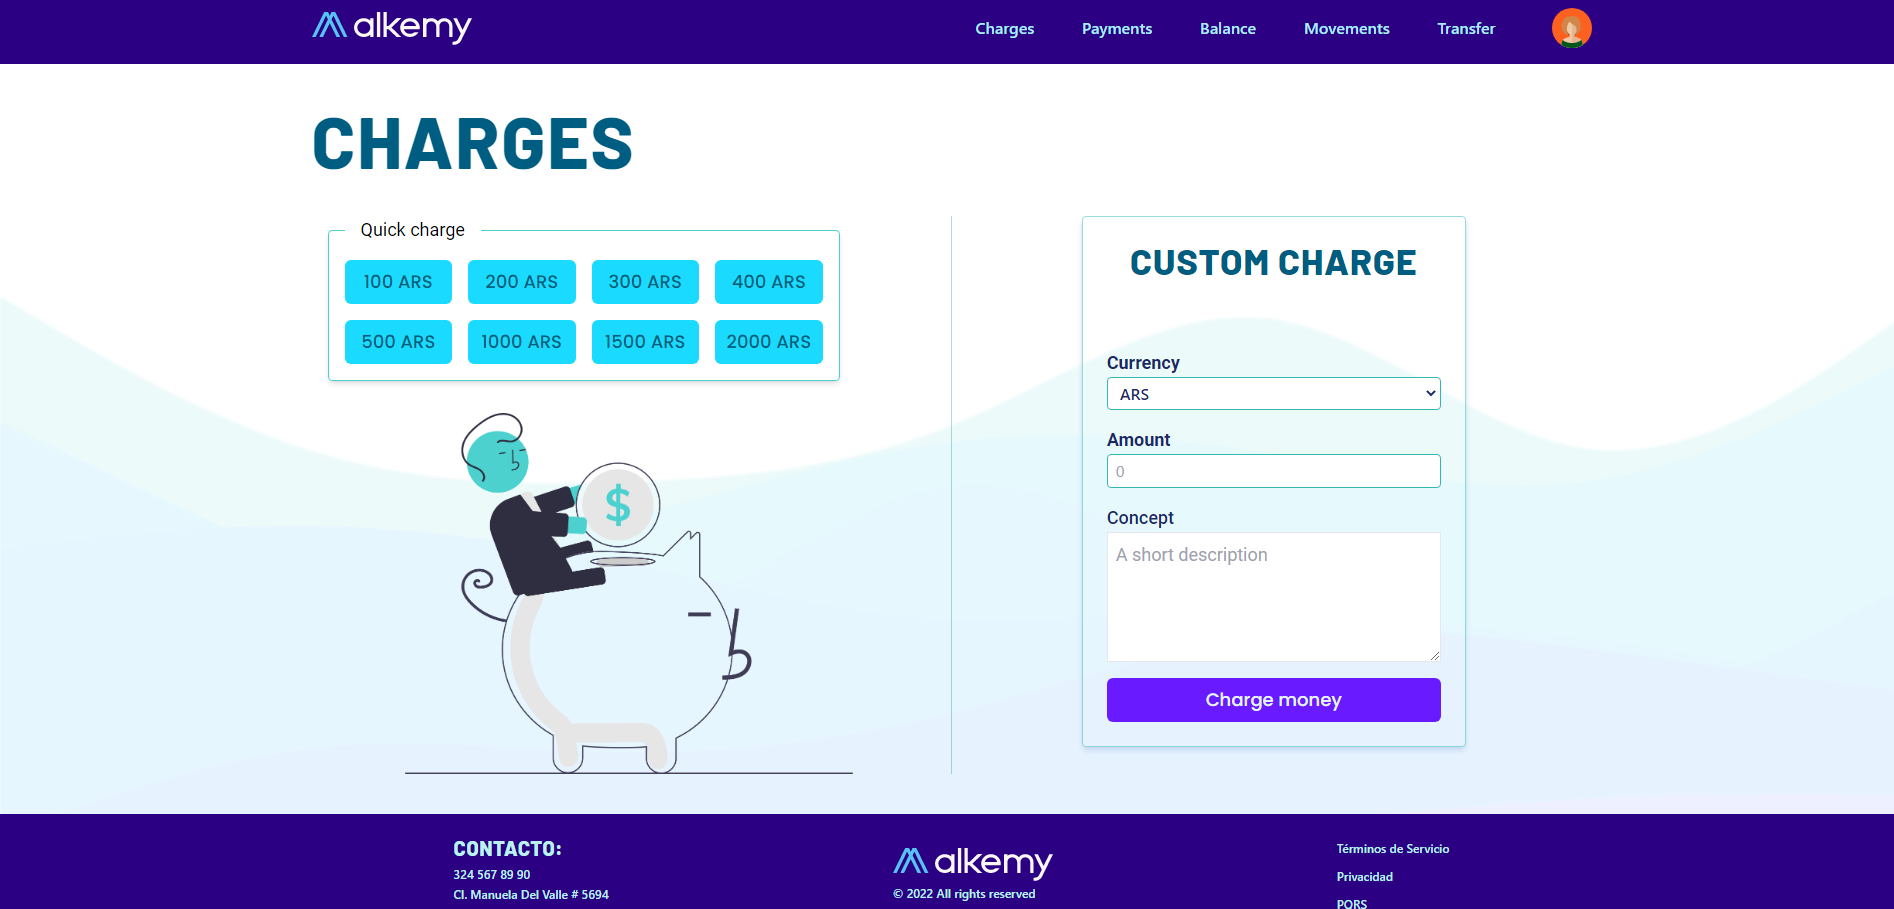 alkemy
Charges
Payments
Balance
Movements
Transfer
CHARGES
Quick charge
100 ARS
200 ARS
300 ARS
400 ARS
500 ARS
1000 ARS
1500 ARS
2000 ARS
$
CUSTOM CHARGE
Currency
ARS
Amount
0
Concept
A short description
Charge money
CONTACTO:
324 567 89 90
Cl. Manuela Del Valle # 5694
alkemy
© 2022 All rights reserved
Términos de Servicio
Privacidad
PQRS